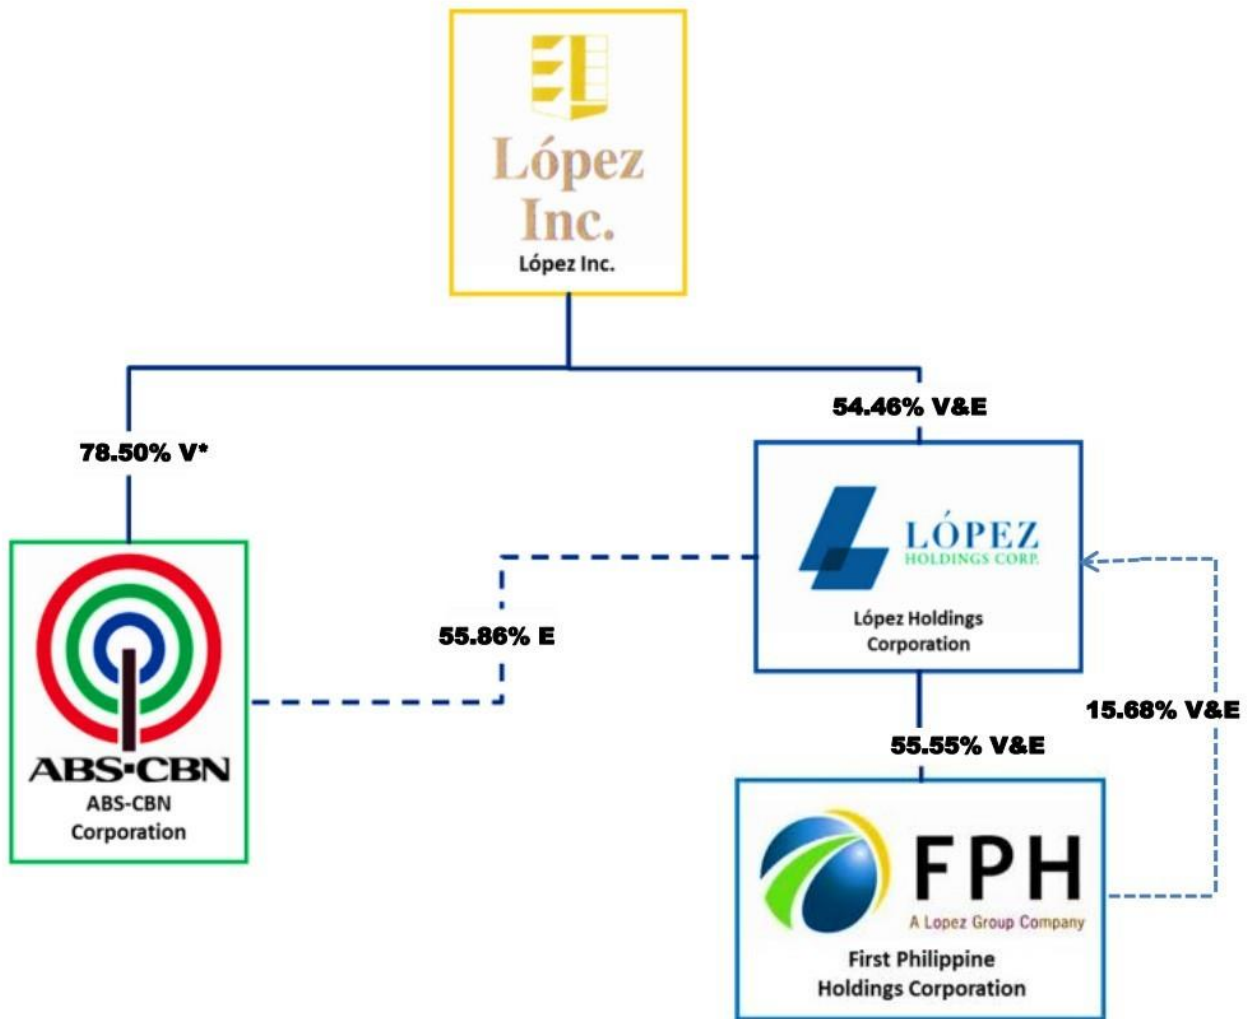 López
Inc.
López Inc.
54.46% V&E
78.50% V*
LÓPEZ
HOLDINGS CORP.
López Holdings
Corporation
55.86% E
15.68% V&E
55.55% V&E
ABS-CBN
ABS-CBN
Corporation
FPH
A Lopez Group Company
First Philippine
Holdings Corporation